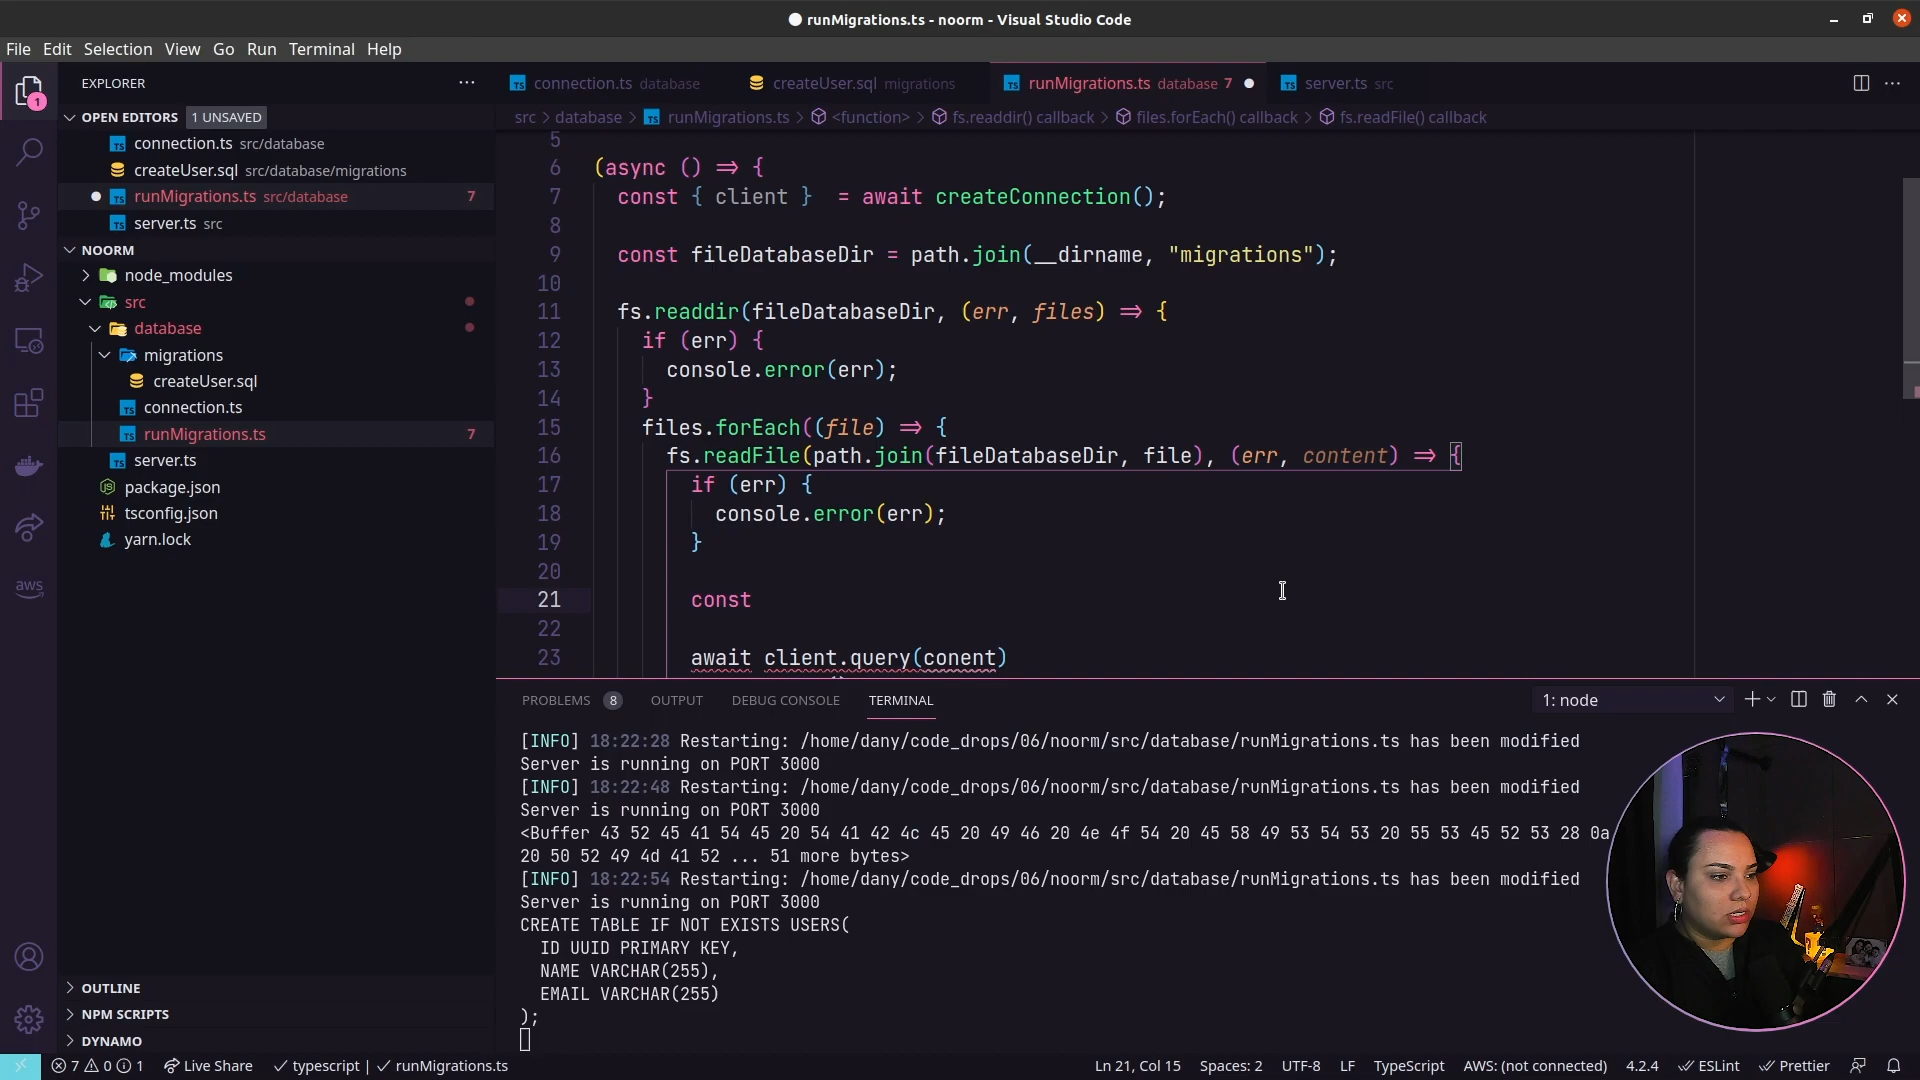 runMigrations.ts - noorm - Visual Studio Code
File Edit Selection View Go Run Terminal Help
EXPLORER
OPEN EDITORS 1 UNSAVED
connection.ts src/database
createUser.sql src/database/migrations
runMigrations.ts src/database 7
server.ts src
NOORM
node_modules
src
database
migrations
createUser.sql
connection.ts
runMigrations.ts 7
server.ts
package.json
tsconfig.json
yarn.lock
OUTLINE
NPM SCRIPTS
DYNAMO
1
aws
connection.ts database createUser.sql migrations runMigrations.ts database 7 server.ts src
src > database > runMigrations.ts > <function> > fs.readdir() callback > files.forEach() callback > fs.readFile() callback
5
6 (async () => {
7 const { client } = await createConnection();
8
9 const fileDatabaseDir = path.join(__dirname, "migrations");
10
11 fs.readdir(fileDatabaseDir, (err, files) => {
12 if (err) {
13 console.error(err);
14 }
15 files.forEach((file) => {
16 fs.readFile(path.join(fileDatabaseDir, file), (err, content) => {
17 if (err) {
18 console.error(err);
19 }
20
21 const
22
23 await client.query(conent)
PROBLEMS 8 OUTPUT DEBUG CONSOLE TERMINAL 1: node
[INFO] 18:22:28 Restarting: /home/dany/code_drops/06/noorm/src/database/runMigrations.ts has been modified
Server is running on PORT 3000
[INFO] 18:22:48 Restarting: /home/dany/code_drops/06/noorm/src/database/runMigrations.ts has been modified
Server is running on PORT 3000
<Buffer 43 52 45 41 54 45 20 54 41 42 4c 45 20 49 46 20 4e 4f 54 20 45 58 49 53 54 53 20 55 53 45 52 53 28 0a
20 50 52 49 4d 41 52 ... 51 more bytes>
[INFO] 18:22:54 Restarting: /home/dany/code_drops/06/noorm/src/database/runMigrations.ts has been modified
Server is running on PORT 3000
CREATE TABLE IF NOT EXISTS USERS(
ID UUID PRIMARY KEY,
NAME VARCHAR(255),
EMAIL VARCHAR(255)
);
7 0 1 Live Share typescript | runMigrations.ts Ln 21, Col 15 Spaces: 2 UTF-8 LF TypeScript AWS: (not connected) 4.2.4 ESLint Prettier